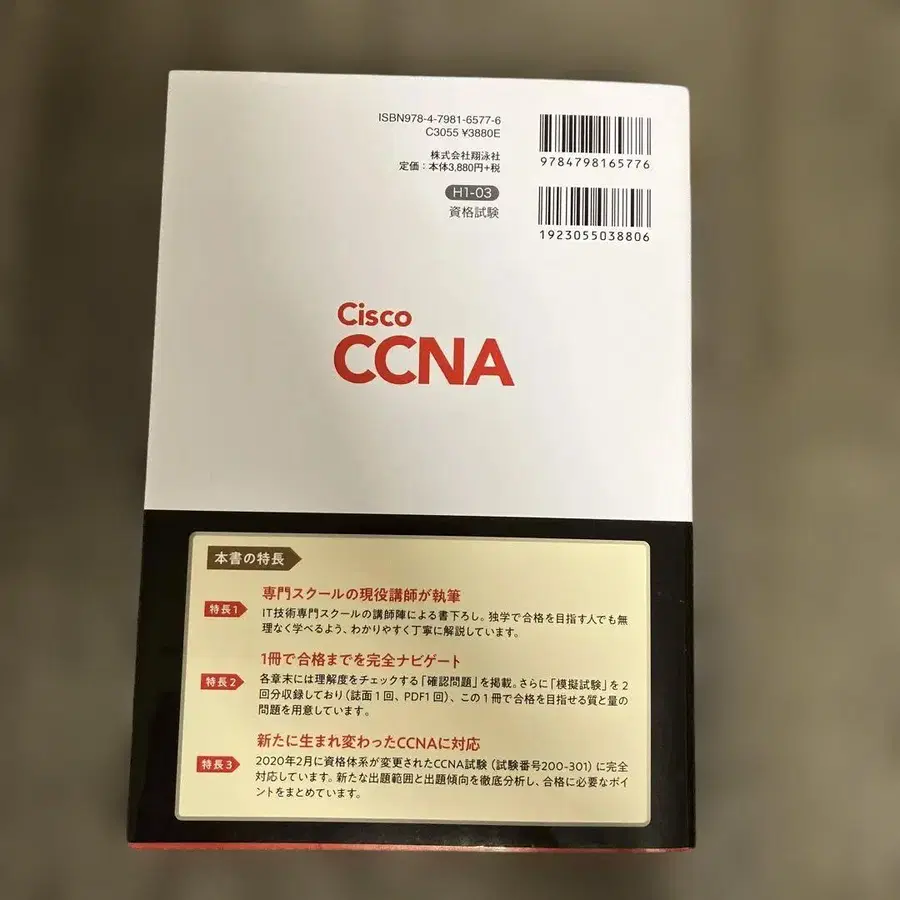 ISBN978-4-7981-6577-6
C3055 ¥3880E
株式会社翔泳社
定価：本体3,880円+税
H1-03
資格試験
9784798165776
1923055038806
Cisco
CCNA
本書の特長
特長1
専門スクールの現役講師が執筆
IT技術専門スクールの講師陣による書下ろし。独学で合格を目指す人でも無
理なく学べるよう、わかりやすく丁寧に解説しています。
特長2
1冊で合格までを完全ナビゲート
各章末には理解度をチェックする「確認問題」を掲載。さらに「模擬試験」を2
回分収録しており（誌面1回、PDF1回）、この1冊で合格を目指せる質と量の
問題を用意しています。
特長3
新たに生まれ変わったCCNAに対応
2020年2月に資格体系が変更されたCCNA試験（試験番号200-301）に完全
対応しています。新たな出題範囲と出題傾向を徹底分析し、合格に必要なポイ
ントをまとめています。